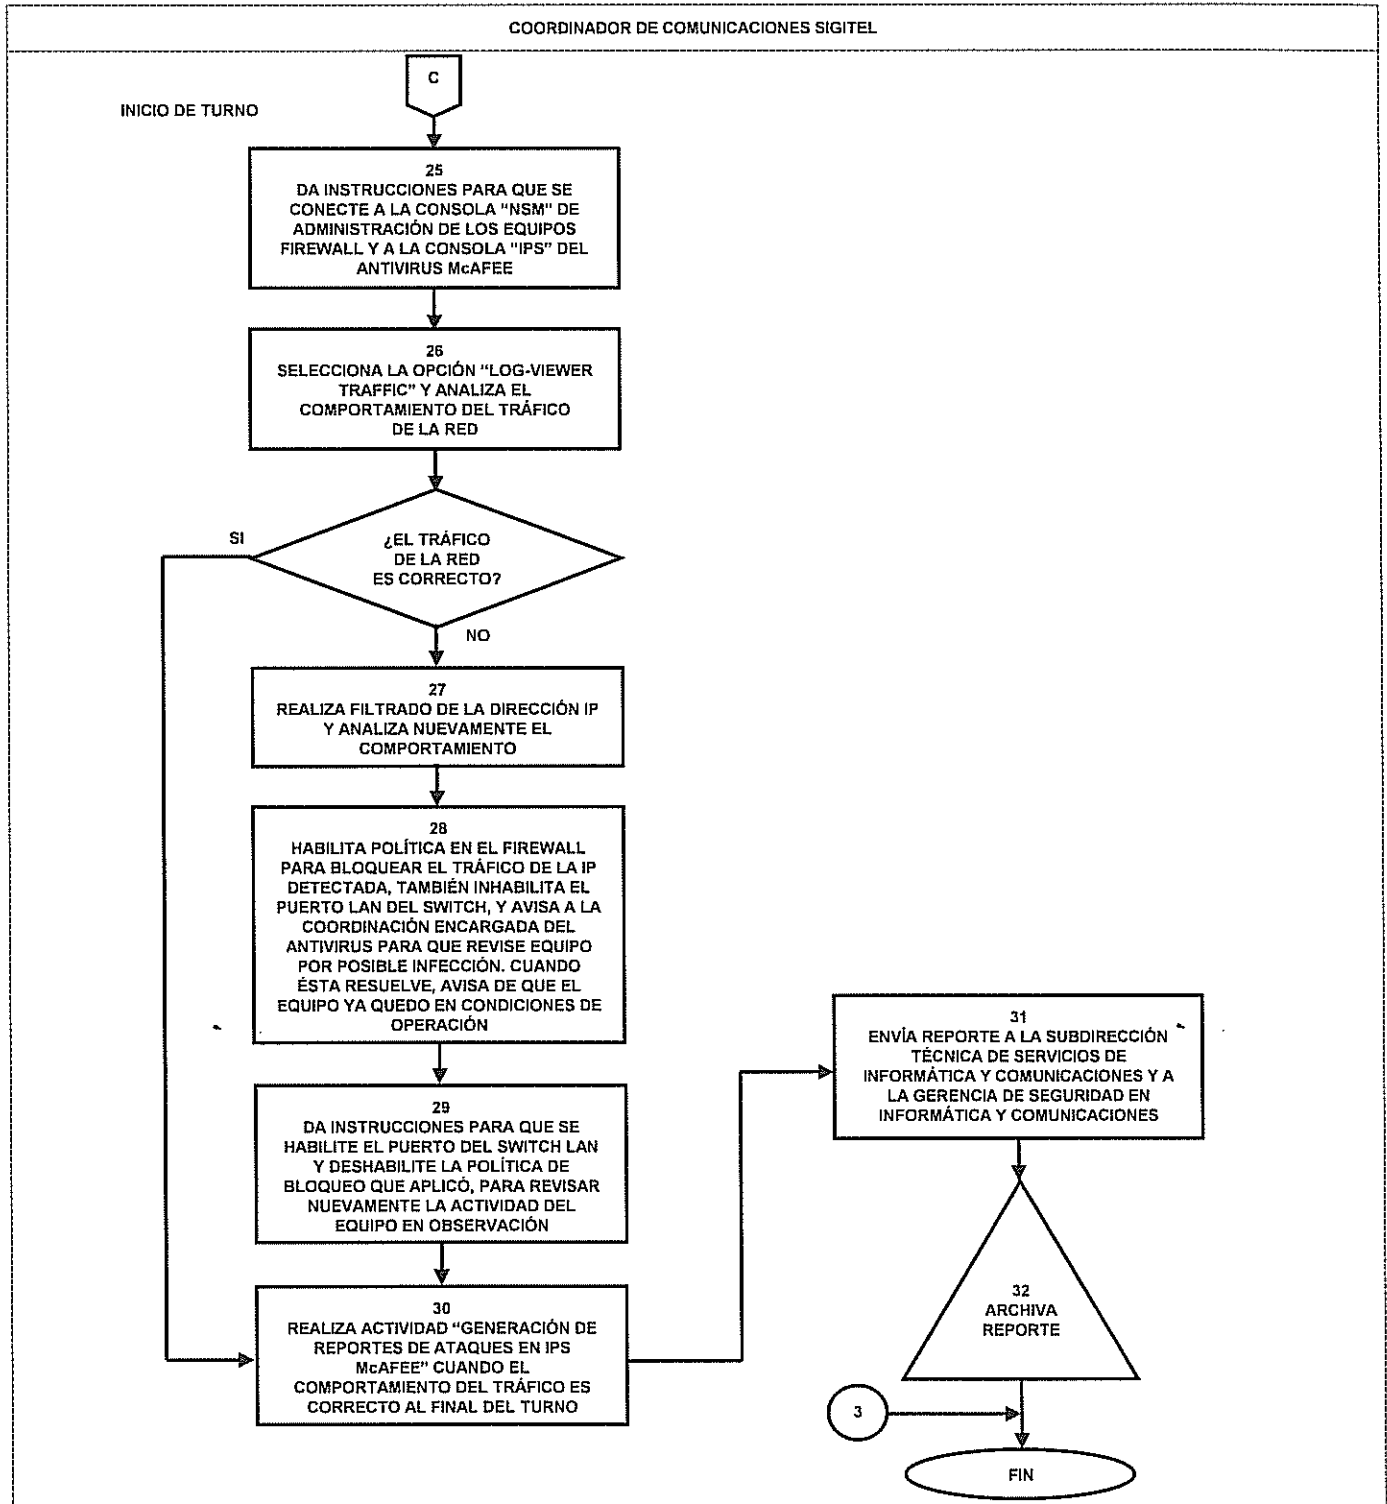 COORDINADOR DE COMUNICACIONES SIGITEL
C
INICIO DE TURNO
25
DA INSTRUCCIONES PARA QUE SE
CONECTE A LA CONSOLA "NSM" DE
ADMINISTRACIÓN DE LOS EQUIPOS
FIREWALL Y A LA CONSOLA "IPS" DEL
ANTIVIRUS McAFEE
26
SELECCIONA LA OPCIÓN "LOG-VIEWER
TRAFFIC" Y ANALIZA EL
COMPORTAMIENTO DEL TRÁFICO
DE LA RED
SI
¿EL TRÁFICO
DE LA RED
ES CORRECTO?
NO
27
REALIZA FILTRADO DE LA DIRECCIÓN IP
Y ANALIZA NUEVAMENTE EL
COMPORTAMIENTO
28
HABILITA POLÍTICA EN EL FIREWALL
PARA BLOQUEAR EL TRÁFICO DE LA IP
DETECTADA, TAMBIÉN INHABILITA EL
PUERTO LAN DEL SWITCH, Y AVISA A LA
COORDINACIÓN ENCARGADA DEL
ANTIVIRUS PARA QUE REVISE EQUIPO
POR POSIBLE INFECCIÓN. CUANDO
ÉSTA RESUELVE, AVISA DE QUE EL
EQUIPO YA QUEDO EN CONDICIONES DE
OPERACIÓN
29
DA INSTRUCCIONES PARA QUE SE
HABILITE EL PUERTO DEL SWITCH LAN
Y DESHABILITE LA POLÍTICA DE
BLOQUEO QUE APLICÓ, PARA REVISAR
NUEVAMENTE LA ACTIVIDAD DEL
EQUIPO EN OBSERVACIÓN
30
REALIZA ACTIVIDAD "GENERACIÓN DE
REPORTES DE ATAQUES EN IPS
McAFEE" CUANDO EL
COMPORTAMIENTO DEL TRÁFICO ES
CORRECTO AL FINAL DEL TURNO
31
ENVÍA REPORTE A LA SUBDIRECCIÓN
TÉCNICA DE SERVICIOS DE
INFORMÁTICA Y COMUNICACIONES Y A
LA GERENCIA DE SEGURIDAD EN
INFORMÁTICA Y COMUNICACIONES
32
ARCHIVA
REPORTE
3
FIN